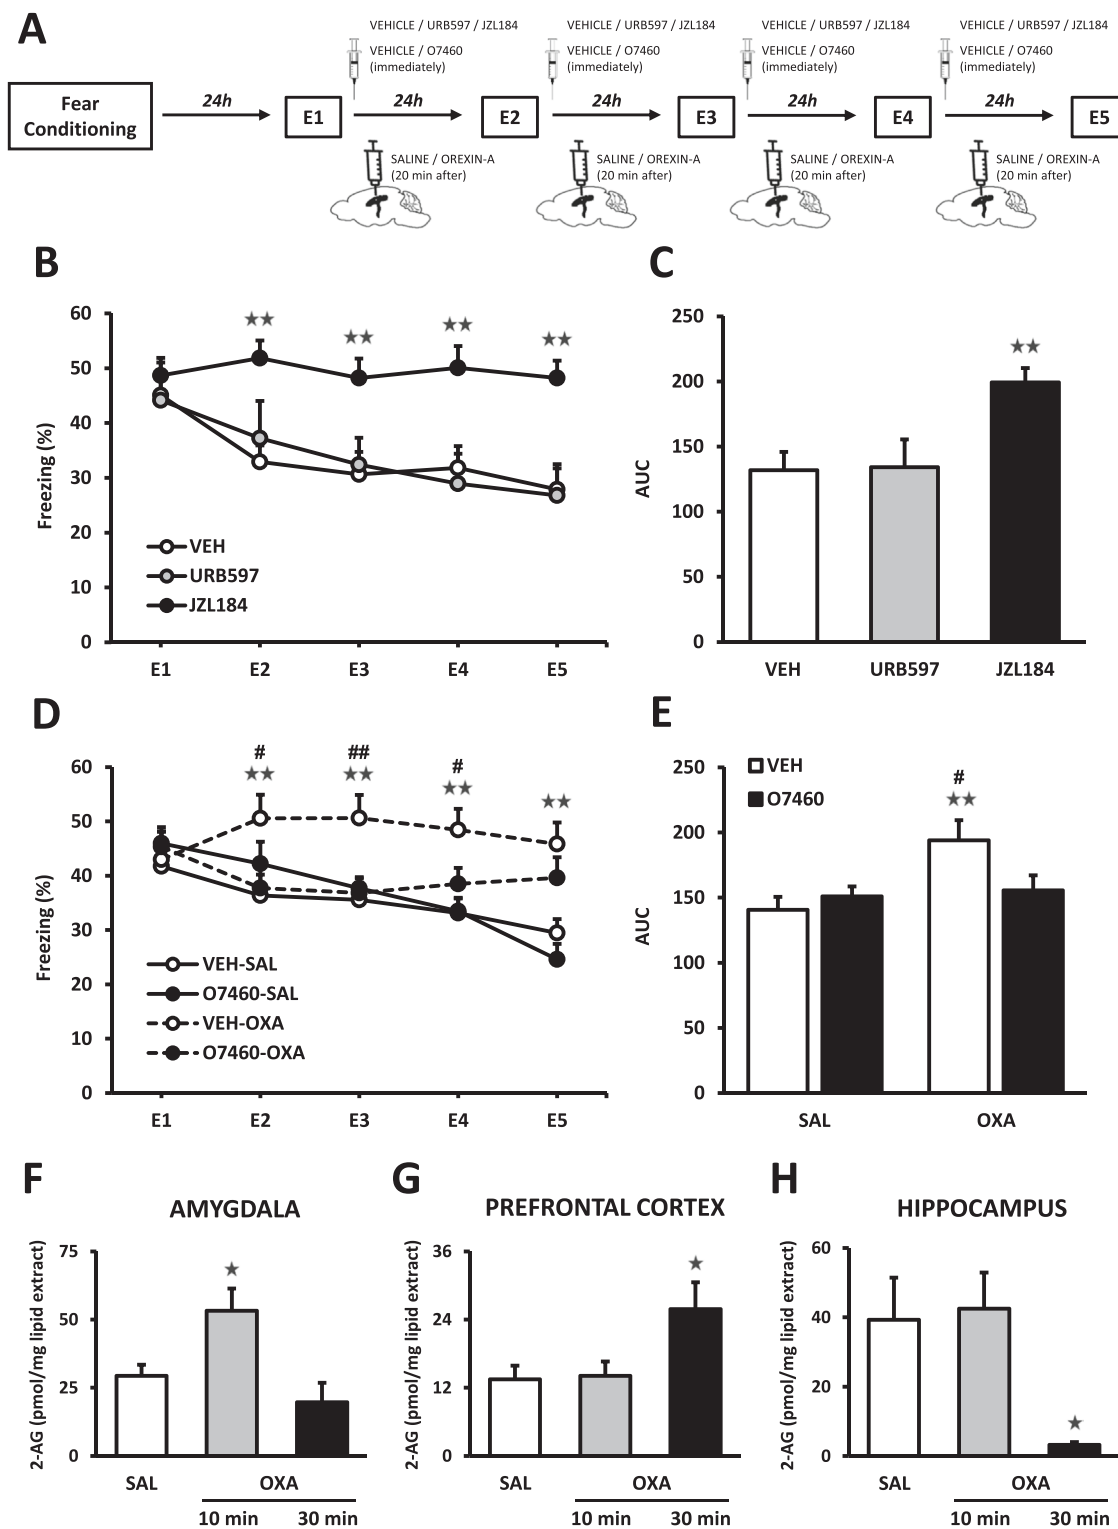 A
VEHICLE / URB597 / JZL184
VEHICLE / O7460
(immediately)
VEHICLE / URB597 / JZL184
VEHICLE / O7460
(immediately)
VEHICLE / URB597 / JZL184
VEHICLE / O7460
(immediately)
VEHICLE / URB597 / JZL184
VEHICLE / O7460
(immediately)
Fear
Conditioning
24h
E1
24h
E2
24h
E3
24h
E4
24h
E5
SALINE / OREXIN-A
(20 min after)
SALINE / OREXIN-A
(20 min after)
SALINE / OREXIN-A
(20 min after)
SALINE / OREXIN-A
(20 min after)
B
Freezing (%)
60
50
40
30
20
10
0
★★
★★
★★
★★
VEH
URB597
JZL184
E1 E2 E3 E4 E5
C
AUC
250
200
150
100
50
0
★★
VEH URB597 JZL184
D
Freezing (%)
60
50
40
30
20
10
0
# ## #
★★ ★★ ★★ ★★
VEH-SAL
O7460-SAL
VEH-OXA
O7460-OXA
E1 E2 E3 E4 E5
E
AUC
250
200
150
100
50
0
VEH
O7460
#
★★
SAL OXA
F
AMYGDALA
2-AG (pmol/mg lipid extract)
75
50
25
0
★
SAL OXA
10 min 30 min
G
PREFRONTAL CORTEX
2-AG (pmol/mg lipid extract)
36
24
12
0
★
SAL OXA
10 min 30 min
H
HIPPOCAMPUS
2-AG (pmol/mg lipid extract)
60
40
20
0
★
SAL OXA
10 min 30 min